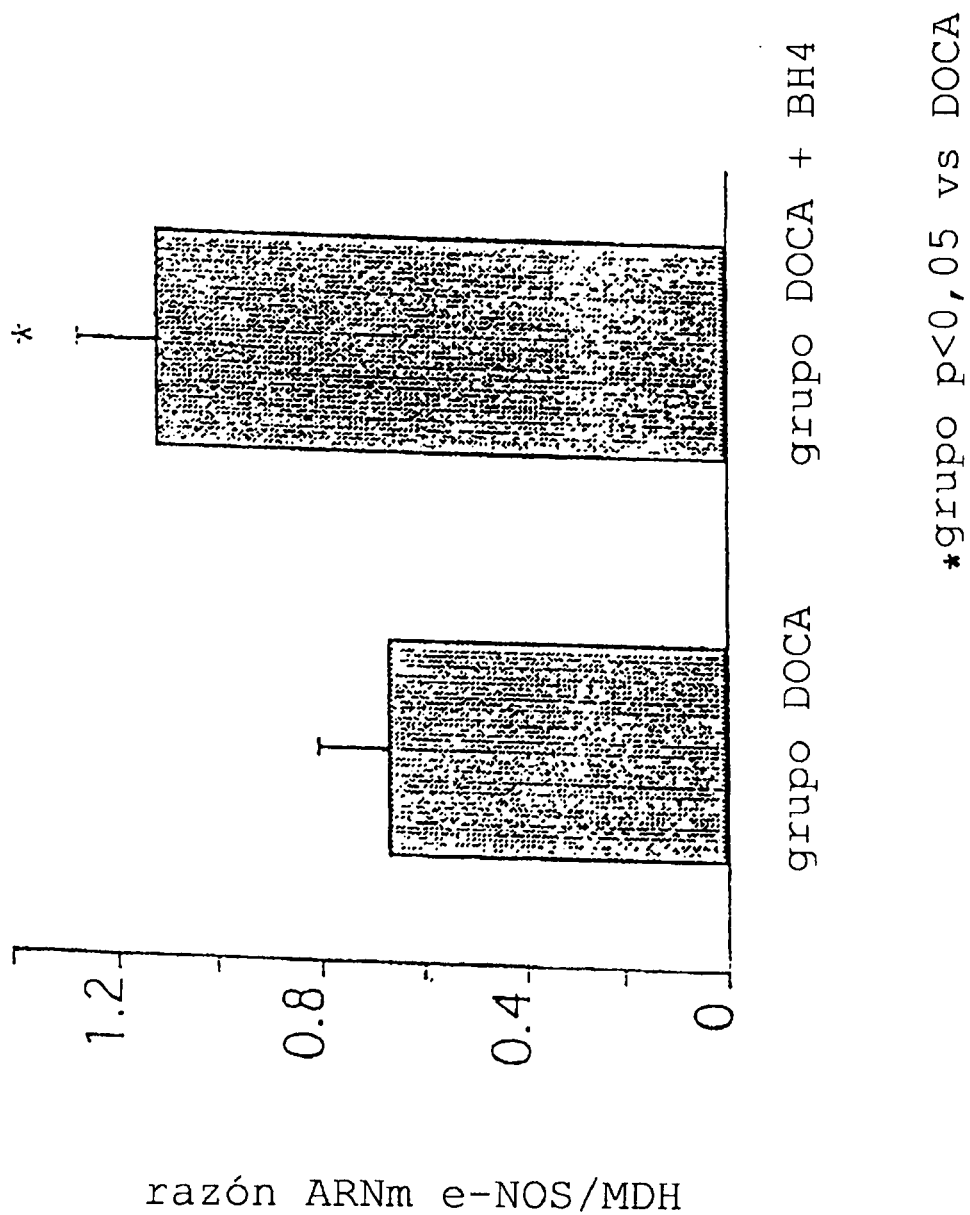 razón ARNm e-NOS/MDH
1.2
0.8
0.4
0
*
grupo DOCA
grupo DOCA + BH4
*grupo p<0,05 vs DOCA